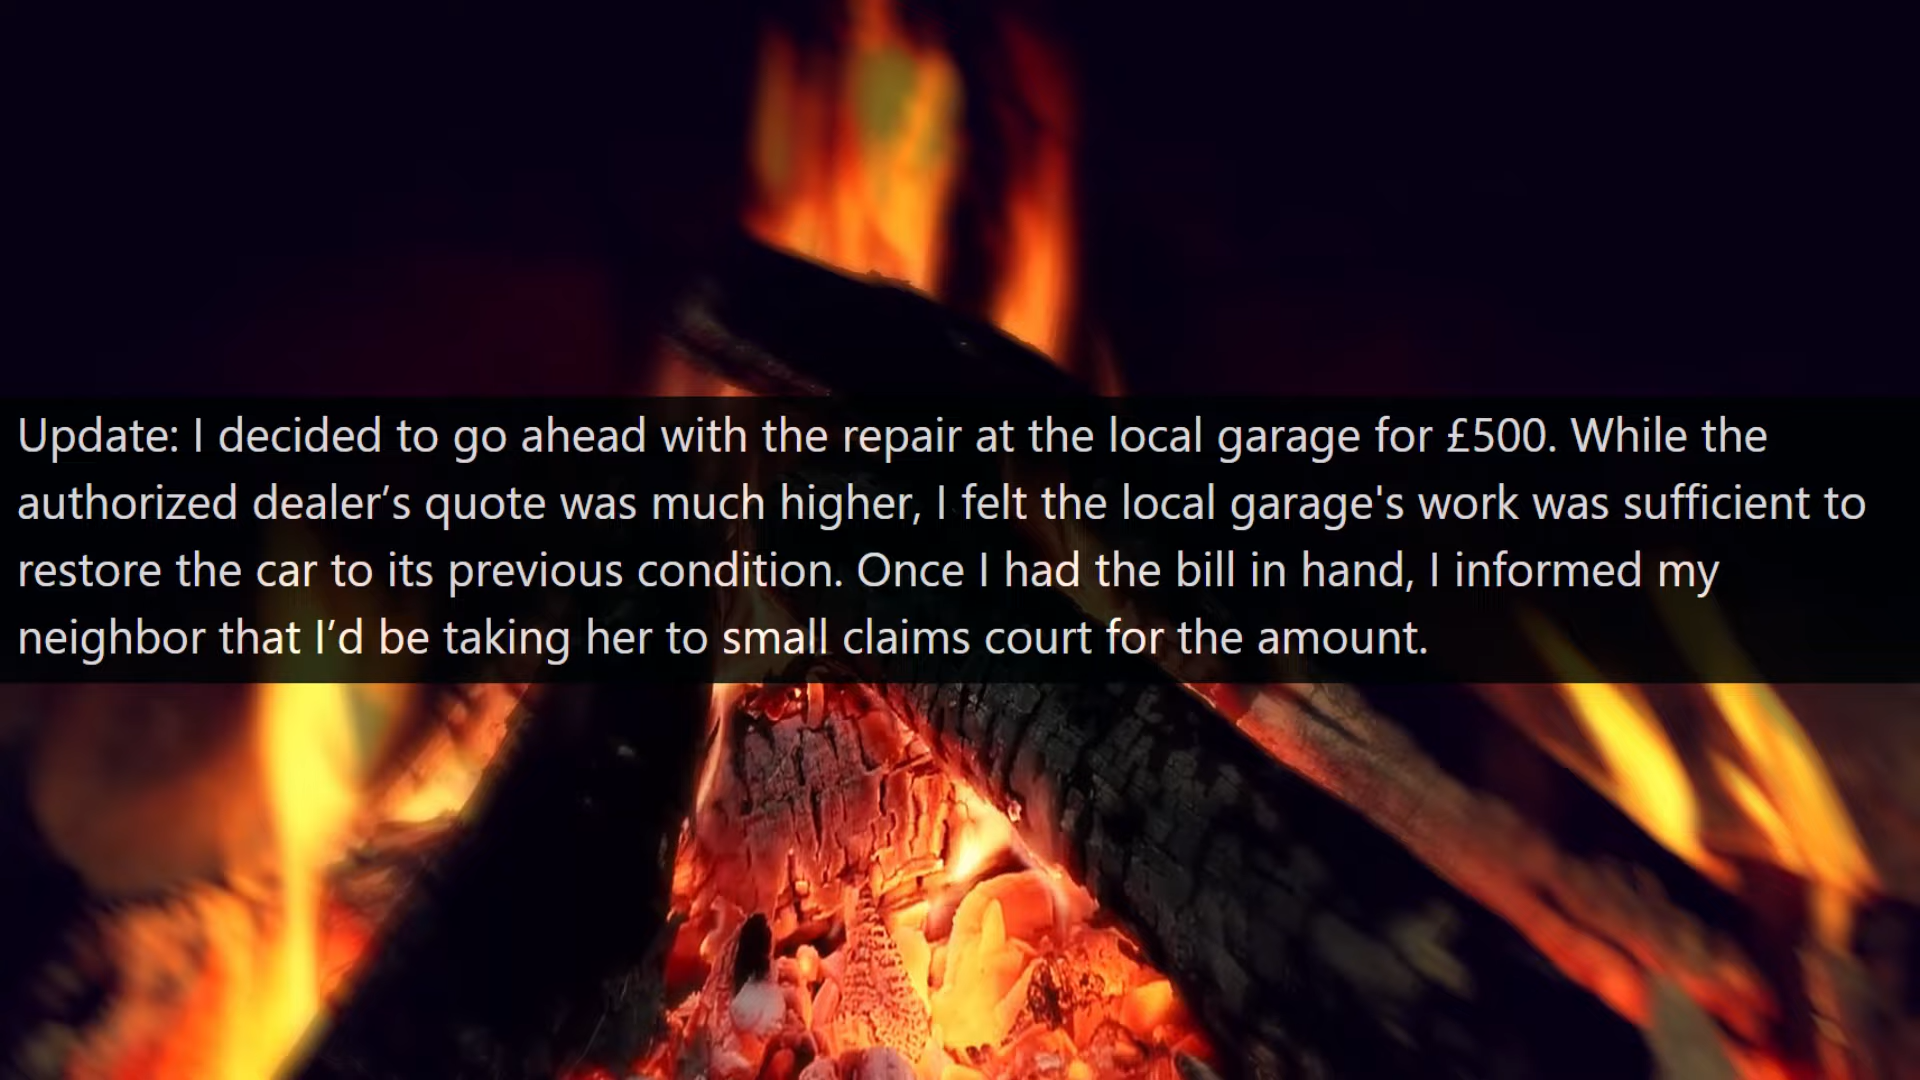 Update: I decided to go ahead with the repair at the local garage for £500. While the
authorized dealer’s quote was much higher, I felt the local garage's work was sufficient to
restore the car to its previous condition. Once I had the bill in hand, I informed my
neighbor that I’d be taking her to small claims court for the amount.